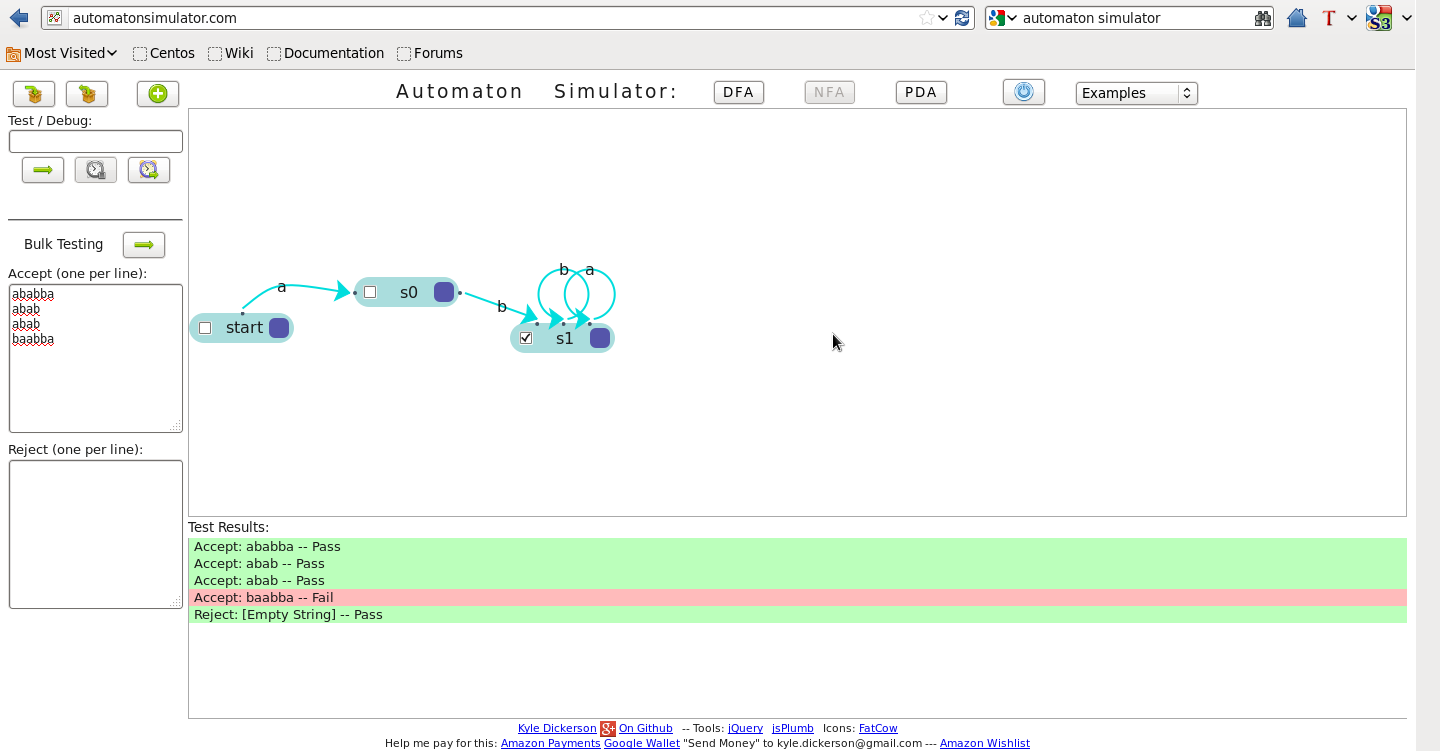 automatonsimulator.com
automaton simulator
T
S3
Most Visited
Centos
Wiki
Documentation
Forums
Automaton Simulator:
DFA
NFA
PDA
Examples
Test / Debug:
Bulk Testing
Accept (one per line):
ababba
abab
abab
baabba
Reject (one per line):
a
s0
start
b
b
a
s1
Test Results:
Accept: ababba -- Pass
Accept: abab -- Pass
Accept: abab -- Pass
Accept: baabba -- Fail
Reject: [Empty String] -- Pass
Kyle Dickerson g+ On Github -- Tools: jQuery jsPlumb Icons: FatCow
Help me pay for this: Amazon Payments Google Wallet "Send Money" to kyle.dickerson@gmail.com --- Amazon Wishlist